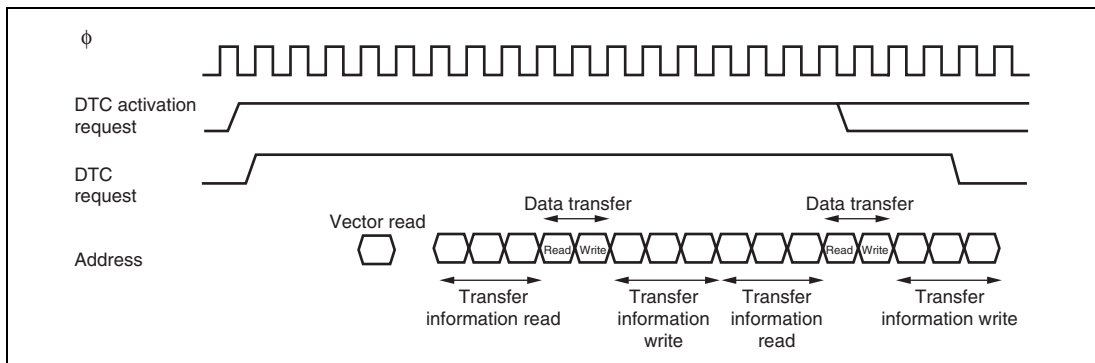 ϕ
DTC activation
request
DTC
request
Data transfer
Data transfer
Vector read
Address
Read
Write
Read
Write
Transfer
information read
Transfer
information
write
Transfer
information
read
Transfer
information write